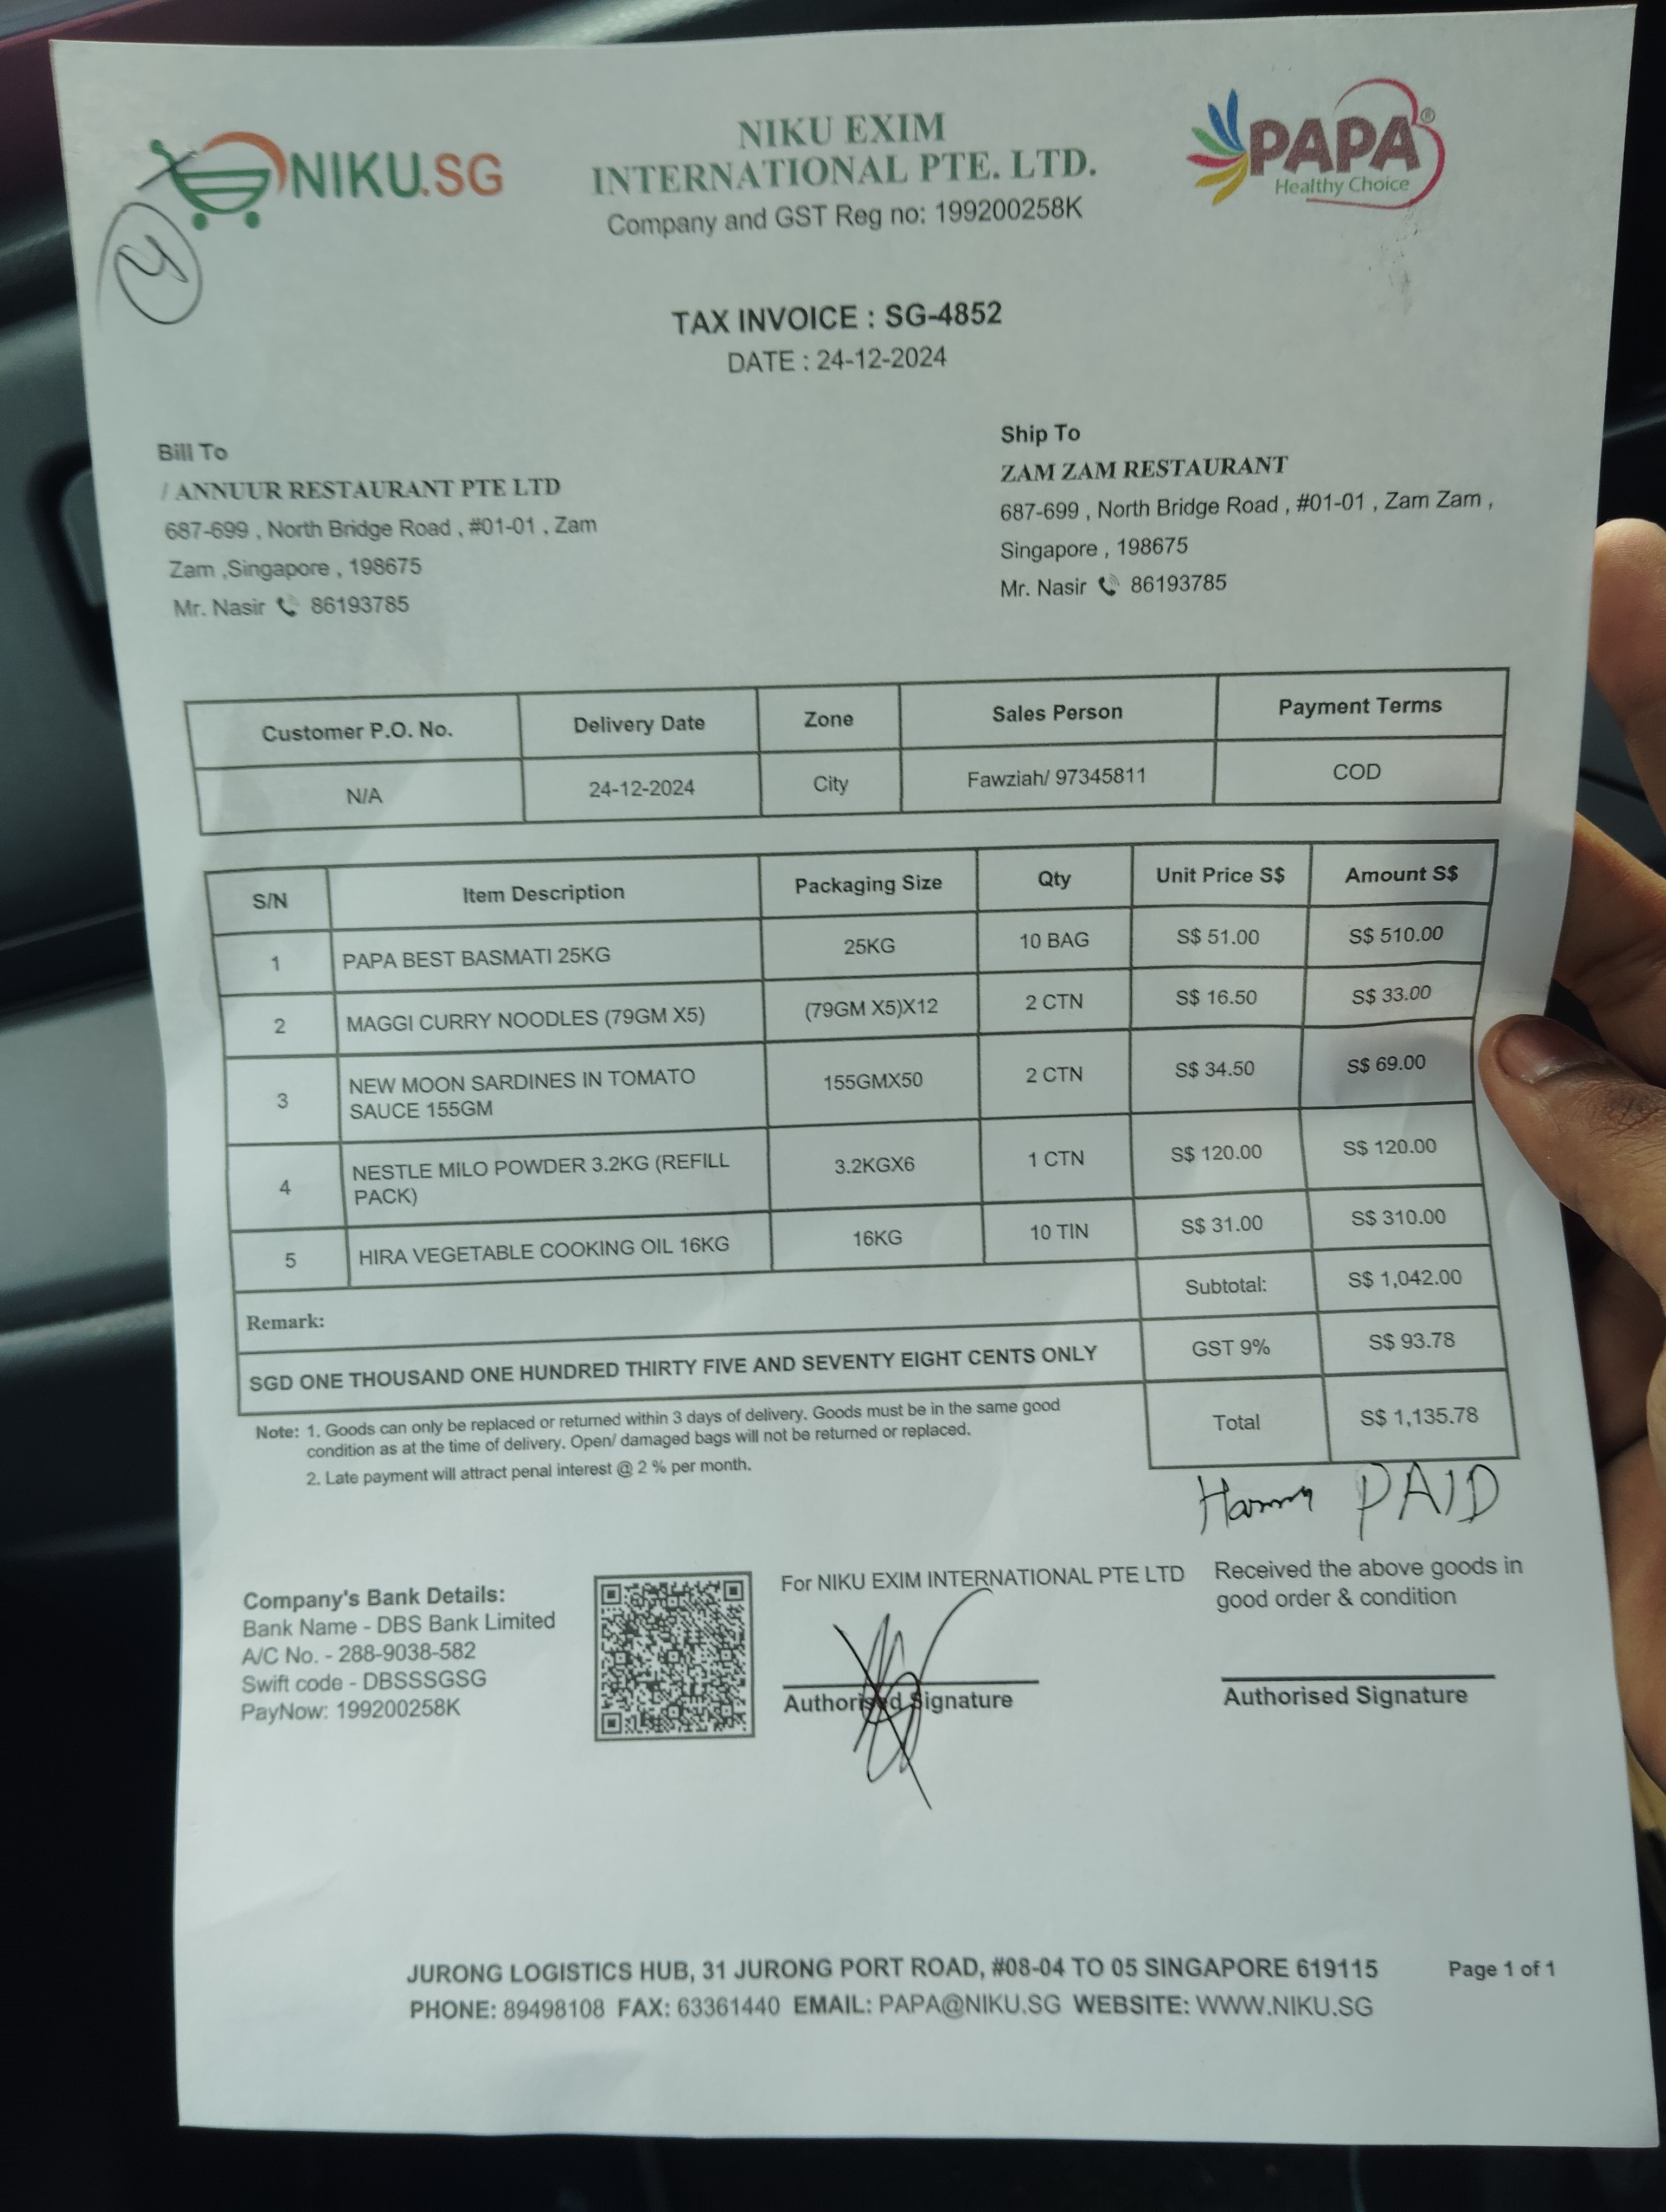 NIKU.SG
NIKU EXIM
INTERNATIONAL PTE. LTD.
Company and GST Reg no: 199200258K
PAPA®
Healthy Choice
4
TAX INVOICE : SG-4852
DATE : 24-12-2024
Bill To
/ ANNUUR RESTAURANT PTE LTD
687-699 , North Bridge Road , #01-01 , Zam
Zam ,Singapore , 198675
Mr. Nasir 86193785
Ship To
ZAM ZAM RESTAURANT
687-699 , North Bridge Road , #01-01 , Zam Zam ,
Singapore , 198675
Mr. Nasir 86193785
Customer P.O. No. Delivery Date Zone Sales Person Payment Terms
N/A 24-12-2024 City Fawziah/ 97345811 COD
S/N Item Description Packaging Size Qty Unit Price S$ Amount S$
1 PAPA BEST BASMATI 25KG 25KG 10 BAG S$ 51.00 S$ 510.00
2 MAGGI CURRY NOODLES (79GM X5) (79GM X5)X12 2 CTN S$ 16.50 S$ 33.00
3 NEW MOON SARDINES IN TOMATO
SAUCE 155GM 155GMX50 2 CTN S$ 34.50 S$ 69.00
4 NESTLE MILO POWDER 3.2KG (REFILL
PACK) 3.2KGX6 1 CTN S$ 120.00 S$ 120.00
5 HIRA VEGETABLE COOKING OIL 16KG 16KG 10 TIN S$ 31.00 S$ 310.00
Remark:
Subtotal: S$ 1,042.00
SGD ONE THOUSAND ONE HUNDRED THIRTY FIVE AND SEVENTY EIGHT CENTS ONLY
GST 9% S$ 93.78
Total S$ 1,135.78
Note: 1. Goods can only be replaced or returned within 3 days of delivery. Goods must be in the same good
condition as at the time of delivery. Open/ damaged bags will not be returned or replaced.
2. Late payment will attract penal interest @ 2 % per month.
PAID
Company's Bank Details:
Bank Name - DBS Bank Limited
A/C No. - 288-9038-582
Swift code - DBSSSGSG
PayNow: 199200258K
For NIKU EXIM INTERNATIONAL PTE LTD
Authorised Signature
Received the above goods in
good order & condition
Authorised Signature
JURONG LOGISTICS HUB, 31 JURONG PORT ROAD, #08-04 TO 05 SINGAPORE 619115
Page 1 of 1
PHONE: 89498108 FAX: 63361440 EMAIL: PAPA@NIKU.SG WEBSITE: WWW.NIKU.SG